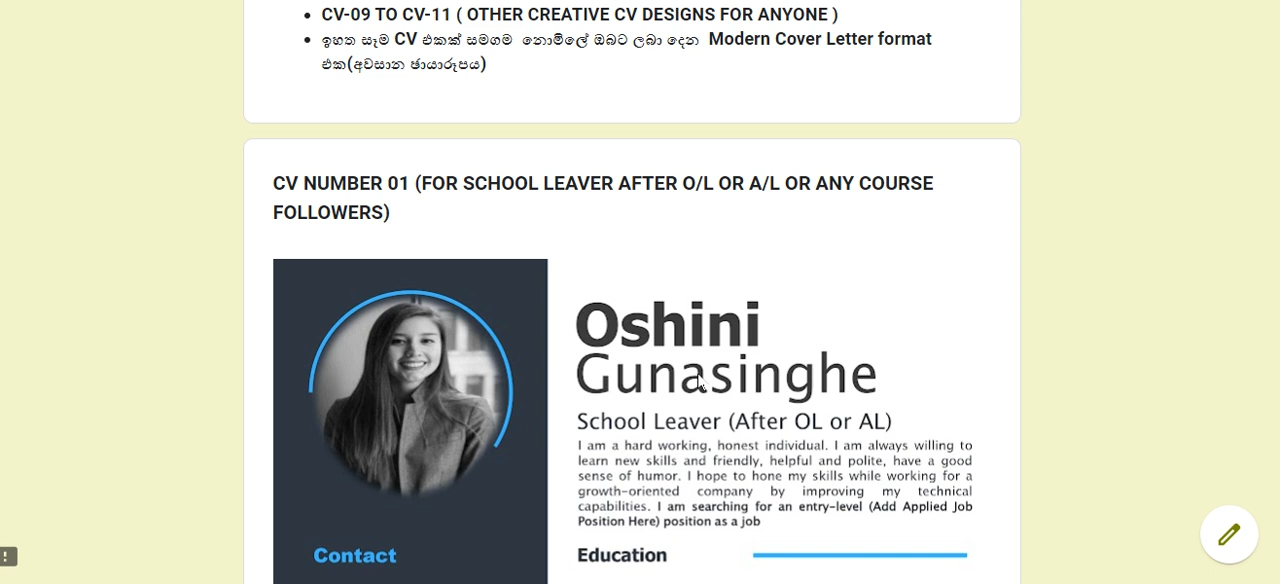 CV-09 TO CV-11 ( OTHER CREATIVE CV DESIGNS FOR ANYONE )
ඉහත සෑම CV එකක් සමගම නොමිලේ ඔබට ලබා දෙන Modern Cover Letter format
එක(අවසාන ඡායාරූපය)
CV NUMBER 01 (FOR SCHOOL LEAVER AFTER O/L OR A/L OR ANY COURSE
FOLLOWERS)
Oshini
Gunasinghe
School Leaver (After OL or AL)
I am a hard working, honest individual. I am always willing to
learn new skills and friendly, helpful and polite, have a good
sense of humor. I hope to hone my skills while working for a
growth-oriented company by improving my technical
capabilities. I am searching for an entry-level (Add Applied Job
Position Here) position as a job
Contact
Education